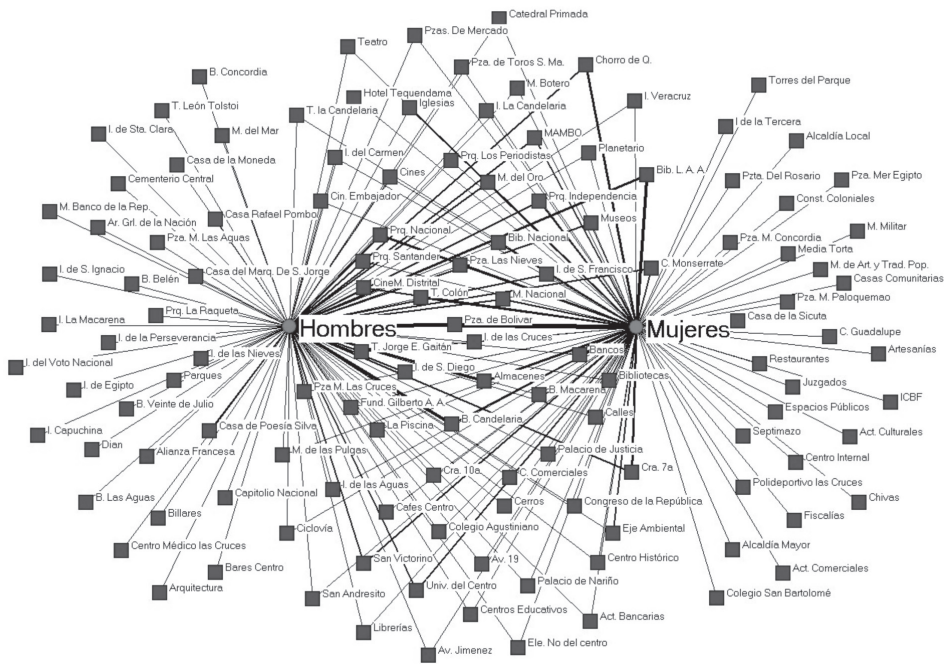 Catedral Primada
Pzas. De Mercado
Teatro
Pza. de Toros S. Ma.
Chorro de Q.
B. Concordia
Torres del Parque
M. Botero
Hotel Tequendama
Iglesias
I. La Candelaria
I. Veracruz
T. León Tolstoi
T. la Candelaria
I de la Tercera
I. de Sta. Clara
M. del Mar
MAMBO
Alcaldía Local
Planetario
I. del Carmen
Prq. Los Periodistas
Casa de la Moneda
Cines
Bib. L. A. A
Cementerio Central
M. del Oro
Pzta. Del Rosario
Pza. Mer Egipto
Cin. Embajador
Prq. Independencia
Const. Coloniales
M. Banco de la Rep.
Casa Rafael Pombo
Museos
Ar. Grl. de la Nación
Prq. Nacional
M. Militar
Pza. M. Las Aguas
Bib. Nacional
Pza. M. Concordia
Media Torta
Prq. Santander
Pza. Las Nieves
C. Monserrate
I. de S. Ignacio
Casa del Marq. De S. Jorge
I. de S. Francisco
M. de Art. y Trad. Pop.
B. Belén
CineM. Distrital
Casas Comunitarias
T. Colón
M. Nacional
Pza. M. Paloquemao
Prq. La Raqueta
Casa de la Sicuta
I. La Macarena
Hombres
Pza. de Bolivar
Mujeres
C. Guadalupe
I. de la Perseverancia
I. de las Cruces
T. Jorge E. Gaitán
Bancos
Artesanías
I. del Voto Nacional
I. de las Nieves
I. de S. Diego
Restaurantes
Parques
Almacenes
Bibliotecas
Juzgados
I. de Egipto
Pza M. Las Cruces
B. Macarena
ICBF
B. Veinte de Julio
Fund. Gilberto A. A.
Calles
Espacios Públicos
I. Capuchina
Casa de Poesía Silva
La Piscina
B. Candelaria
Septimazo
Act. Culturales
Dian
Alianza Francesa
M. de las Pulgas
Palacio de Justicia
Centro Internal
Cra. 10a
C. Comerciales
Cra. 7a
B. Las Aguas
Capitolio Nacional
I. de las Aguas
Polideportivo las Cruces
Chivas
Billares
Cafes Centro
Cerros
Congreso de la República
Fiscalías
Ciclovía
Colegio Agustiniano
Eje Ambiental
Centro Médico las Cruces
Alcaldía Mayor
San Victorino
Av. 19
Centro Histórico
Bares Centro
Act. Comerciales
Arquitectura
San Andresito
Univ. del Centro
Palacio de Nariño
Colegio San Bartolomé
Centros Educativos
Act. Bancarias
Librerías
Av. Jimenez
Ele. No del centro